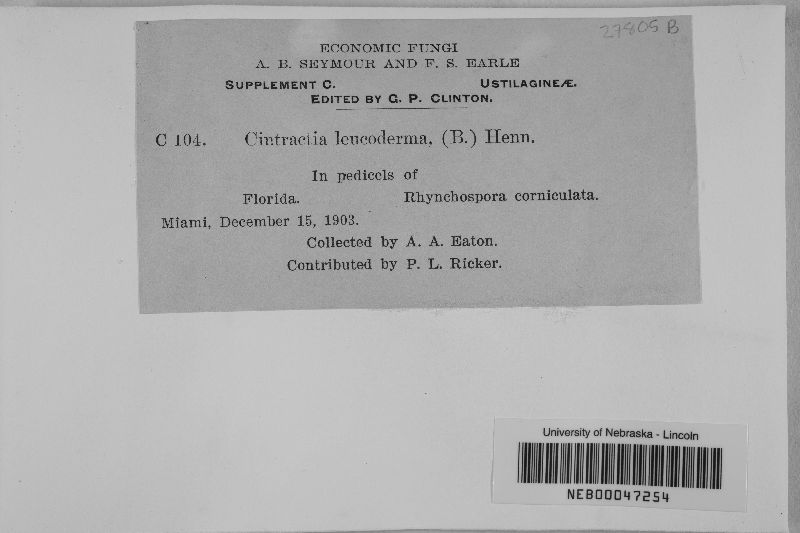 27805 B
ECONOMIC FUNGI
A. B. SEYMOUR AND F. S. EARLE
SUPPLEMENT C. USTILAGINEÆ.
EDITED BY G. P. CLINTON.
C 104. Cintractia leucoderma, (B.) Henn.
In pedicels of
Florida. Rhynchospora corniculata.
Miami, December 15, 1903.
Collected by A. A. Eaton.
Contributed by P. L. Ricker.
University of Nebraska - Lincoln
NEB00047254